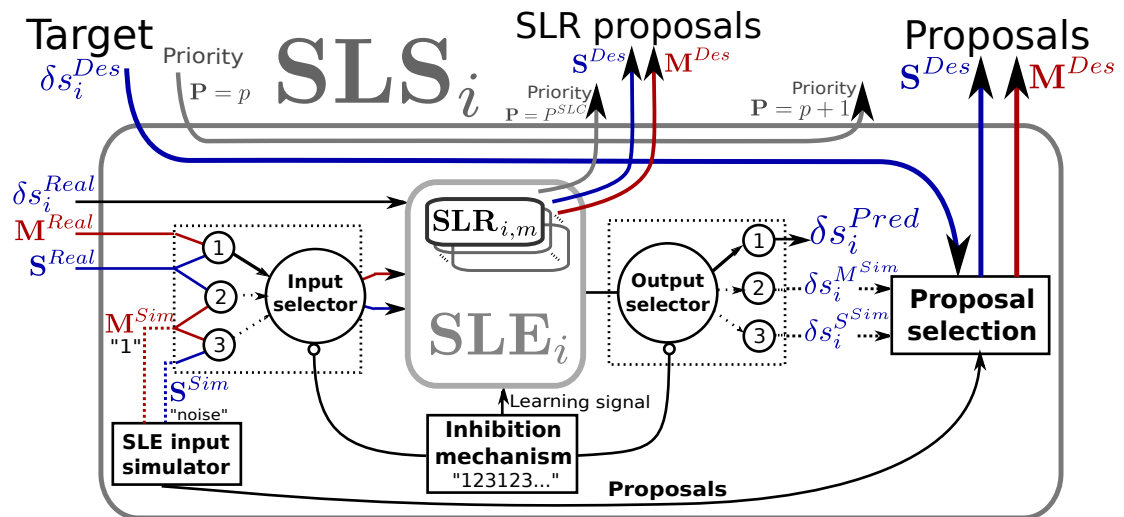 Target
δs_i^{Des}
Priority
P = p
SLS_i
SLR proposals
S^{Des} M^{Des}
Priority
P = P^{SLC}
Priority
P = p + 1
Proposals
S^{Des} M^{Des}
δs_i^{Real}
M^{Real}
S^{Real}
1
2
3
Input
selector
M^{Sim}
"1"
S^{Sim}
"noise"
SLE input
simulator
SLR_{i,m}
SLE_i
Learning signal
Inhibition
mechanism
"123123..."
Output
selector
1
2
3
δs_i^{Pred}
δs_i^{M^{Sim}}
δs_i^{S^{Sim}}
Proposal
selection
Proposals